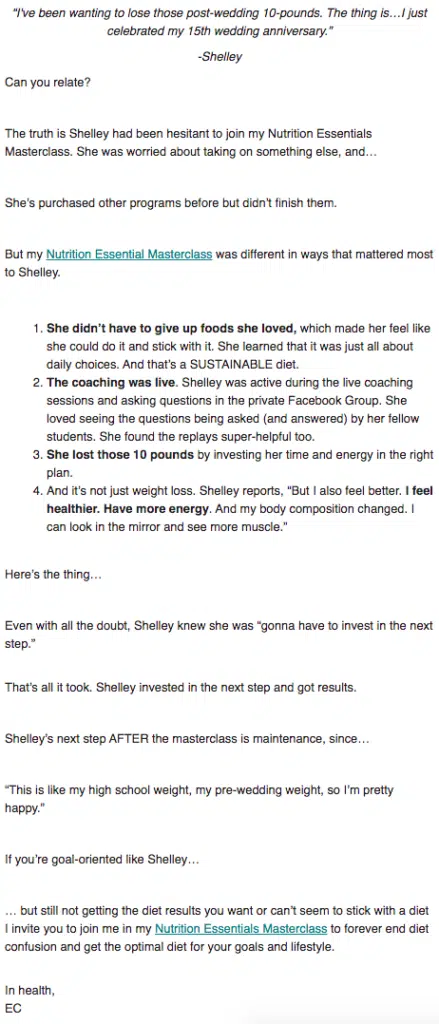 "I've been wanting to lose those post-wedding 10-pounds. The thing is…I just
celebrated my 15th wedding anniversary."
-Shelley
Can you relate?
The truth is Shelley had been hesitant to join my Nutrition Essentials
Masterclass. She was worried about taking on something else, and…
She's purchased other programs before but didn't finish them.
But my Nutrition Essential Masterclass was different in ways that mattered most
to Shelley.
1. She didn't have to give up foods she loved, which made her feel like
she could do it and stick with it. She learned that it was just all about
daily choices. And that's a SUSTAINABLE diet.
2. The coaching was live. Shelley was active during the live coaching
sessions and asking questions in the private Facebook Group. She
loved seeing the questions being asked (and answered) by her fellow
students. She found the replays super-helpful too.
3. She lost those 10 pounds by investing her time and energy in the right
plan.
4. And it's not just weight loss. Shelley reports, "But I also feel better. I feel
healthier. Have more energy. And my body composition changed. I
can look in the mirror and see more muscle."
Here's the thing…
Even with all the doubt, Shelley knew she was "gonna have to invest in the next
step."
That's all it took. Shelley invested in the next step and got results.
Shelley's next step AFTER the masterclass is maintenance, since…
"This is like my high school weight, my pre-wedding weight, so I'm pretty
happy."
If you're goal-oriented like Shelley…
… but still not getting the diet results you want or can't seem to stick with a diet
I invite you to join me in my Nutrition Essentials Masterclass to forever end diet
confusion and get the optimal diet for your goals and lifestyle.
In health,
EC